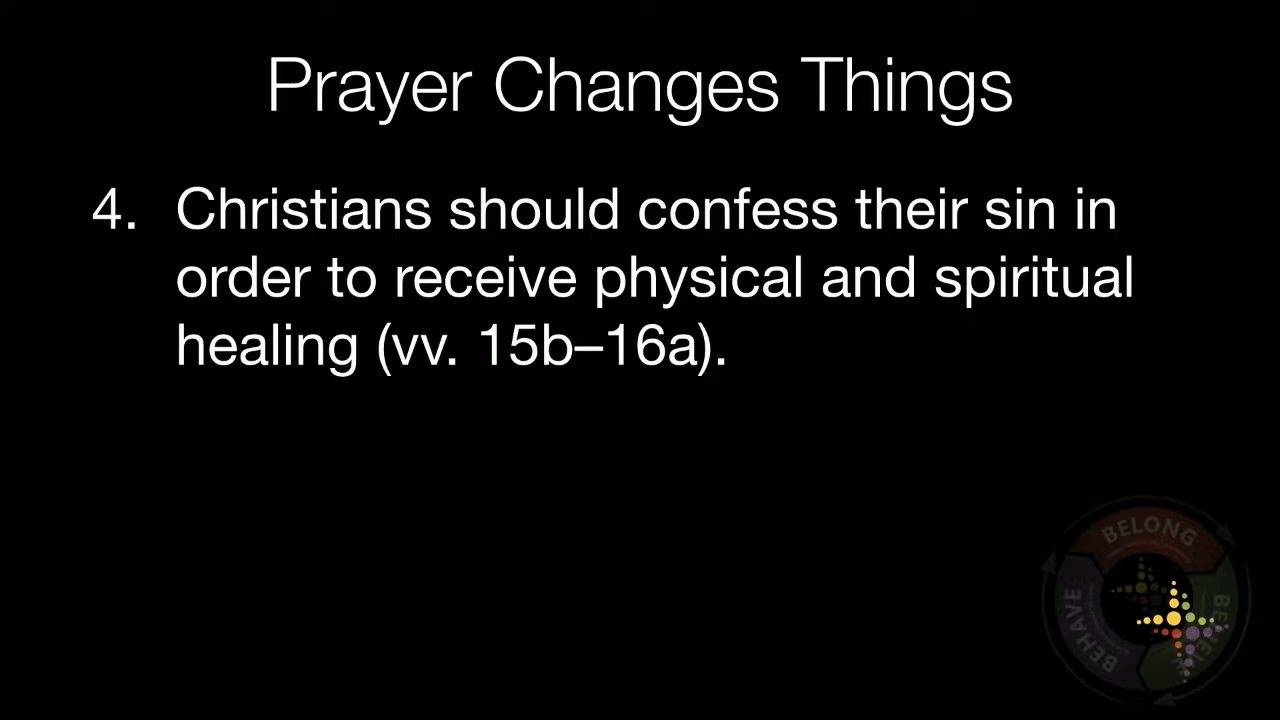 Prayer Changes Things
4. Christians should confess their sin in
order to receive physical and spiritual
healing (vv. 15b–16a).
BELONG
BEHAVE